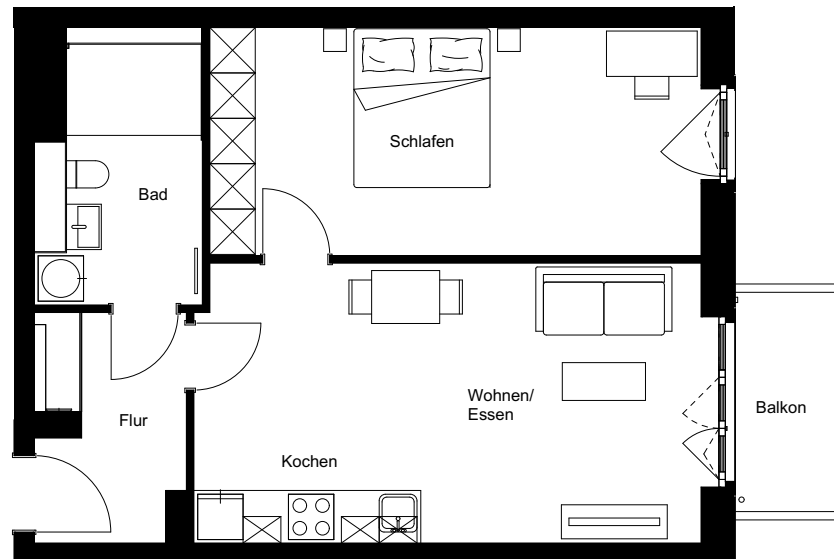 Schlafen
Bad
Wohnen/
Essen
Balkon
Flur
Kochen